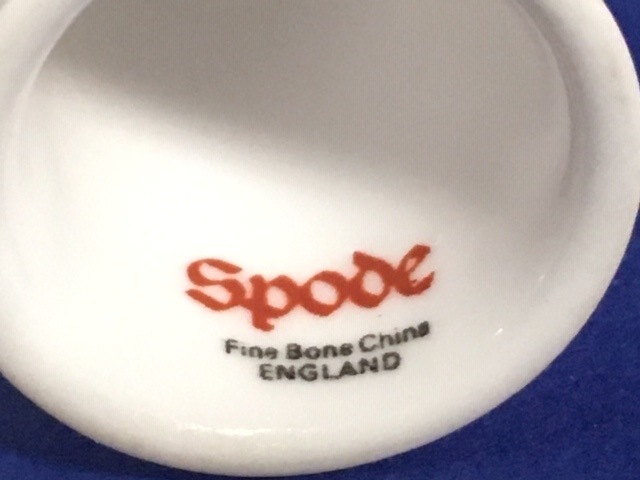 Spode
Fine Bone China
ENGLAND